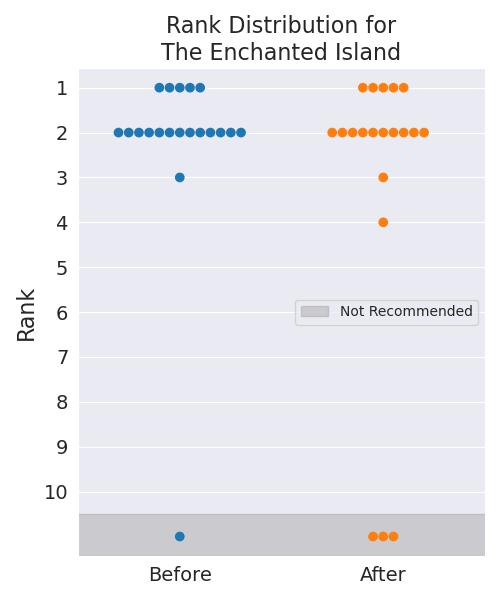 Rank Distribution for
The Enchanted Island
1
2
3
4
5
6
7
8
9
10
Rank
Not Recommended
Before
After